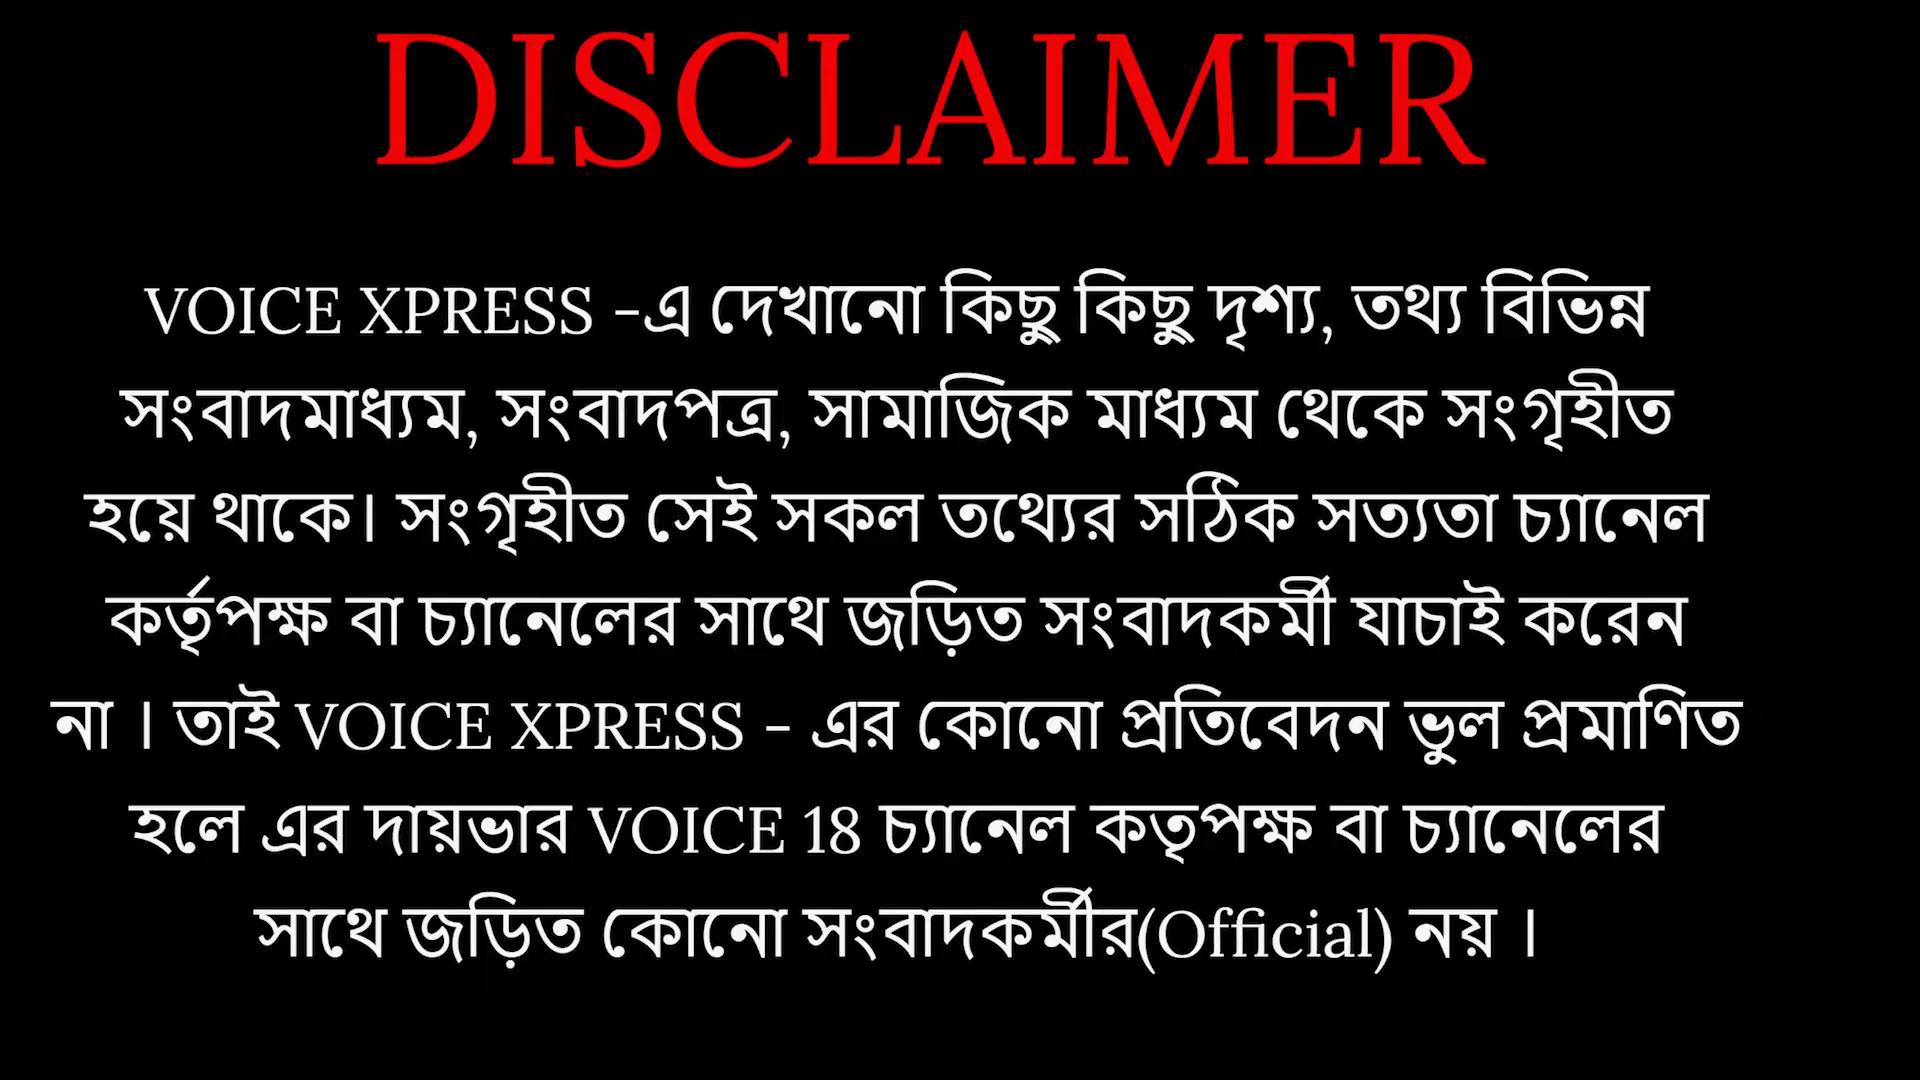 DISCLAIMER
VOICE XPRESS -এ দেখানো কিছু কিছু দৃশ্য, তথ্য বিভিন্ন
সংবাদমাধ্যম, সংবাদপত্র, সামাজিক মাধ্যম থেকে সংগৃহীত
হয়ে থাকে। সংগৃহীত সেই সকল তথ্যের সঠিক সত্যতা চ্যানেল
কর্তৃপক্ষ বা চ্যানেলের সাথে জড়িত সংবাদকর্মী যাচাই করেন
না । তাই VOICE XPRESS - এর কোনো প্রতিবেদন ভুল প্রমাণিত
হলে এর দায়ভার VOICE 18 চ্যানেল কতৃপক্ষ বা চ্যানেলের
সাথে জড়িত কোনো সংবাদকর্মীর(Official) নয় ।